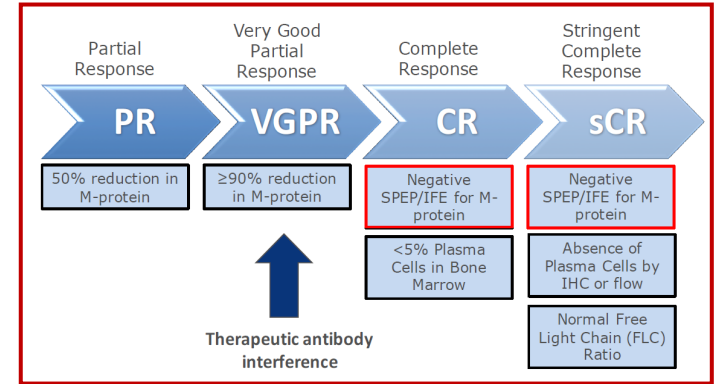 Partial
Response
Very Good
Partial
Response
Complete
Response
Stringent
Complete
Response
PR
VGPR
CR
sCR
50% reduction in
M-protein
≥90% reduction
in M-protein
Negative
SPEP/IFE for M-
protein
Negative
SPEP/IFE for M-
protein
<5% Plasma
Cells in Bone
Marrow
Absence of
Plasma Cells by
IHC or flow
Normal Free
Light Chain (FLC)
Ratio
Therapeutic antibody
interference